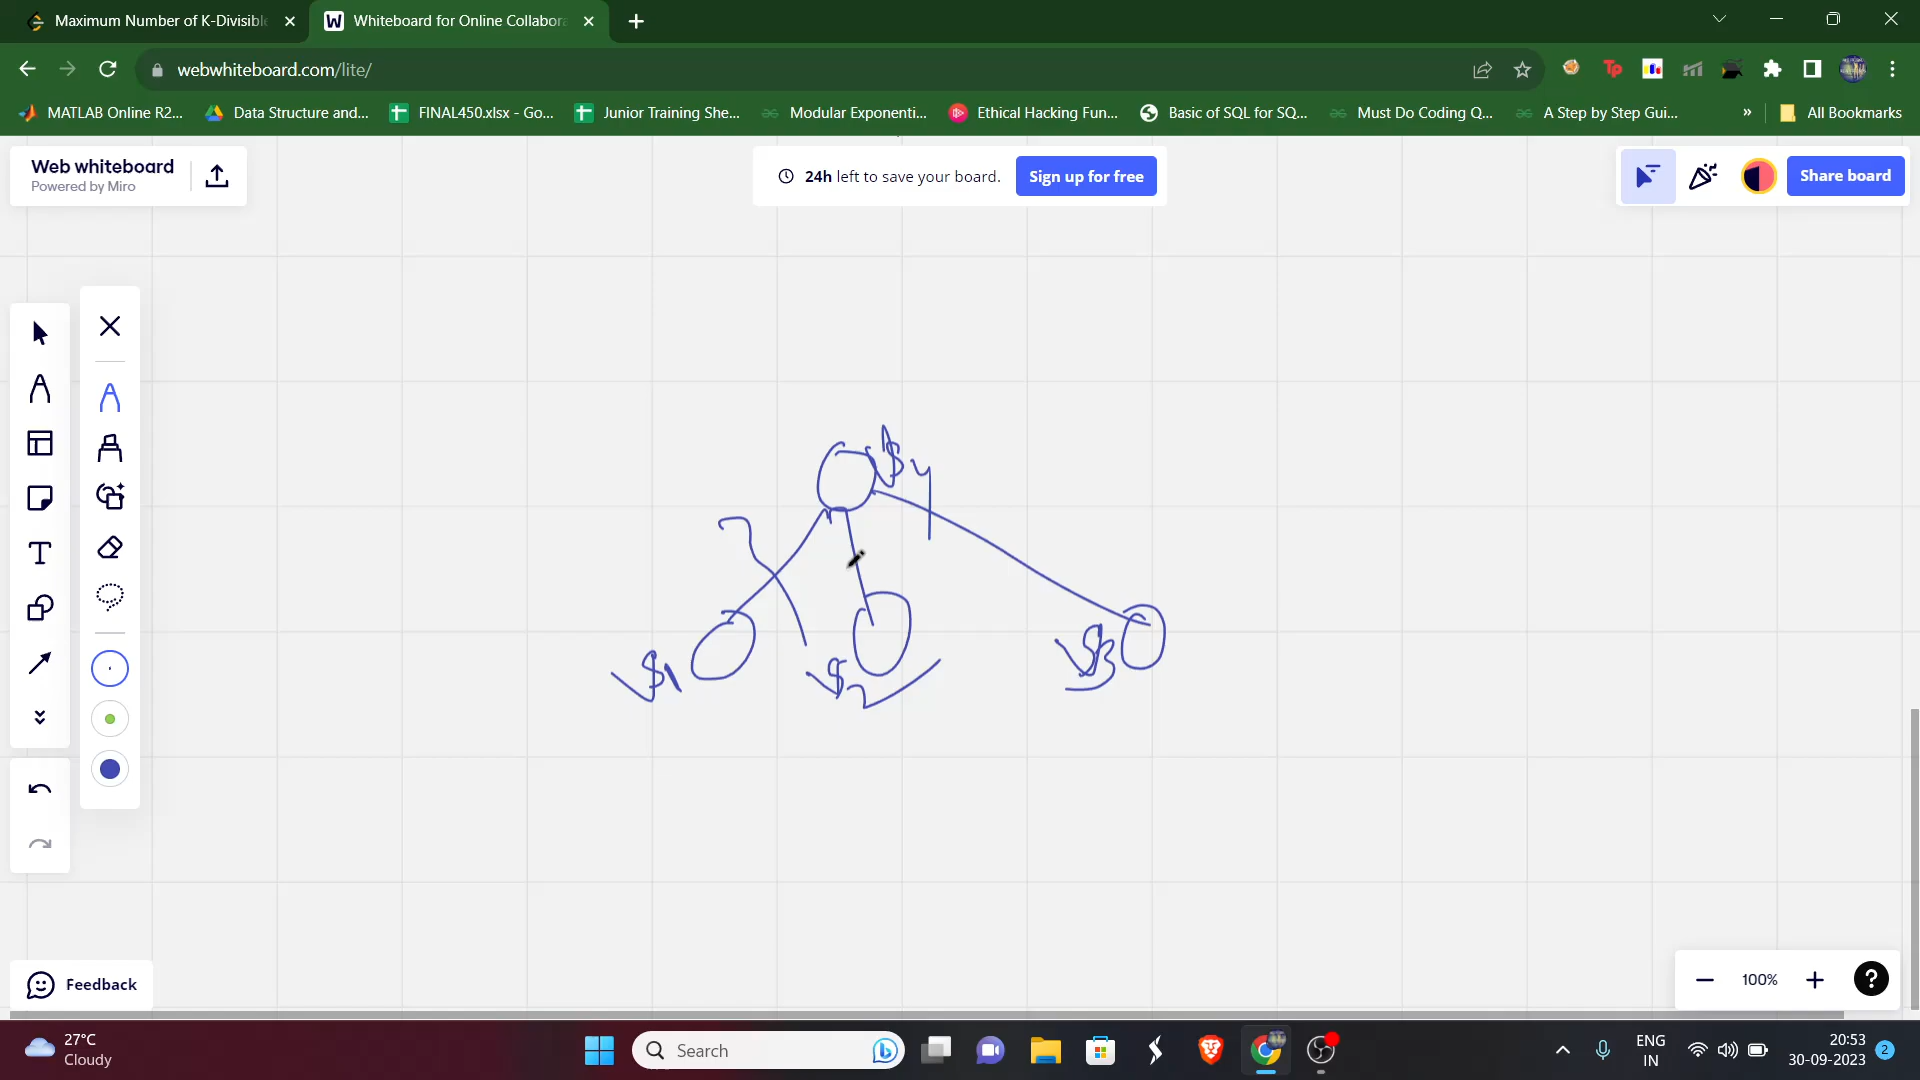 Maximum Number of K-Divisible
Whiteboard for Online Collabora
webwhiteboard.com/lite/
MATLAB Online R2...
Data Structure and...
FINAL450.xlsx - Go...
Junior Training She...
Modular Exponenti...
Ethical Hacking Fun...
Basic of SQL for SQ...
Must Do Coding Q...
A Step by Step Gui...
»
All Bookmarks
Web whiteboard
Powered by Miro
24h left to save your board.
Sign up for free
Share board
T
Feedback
100%
27°C
Cloudy
Search
ENG
IN
20:53
30-09-2023
2